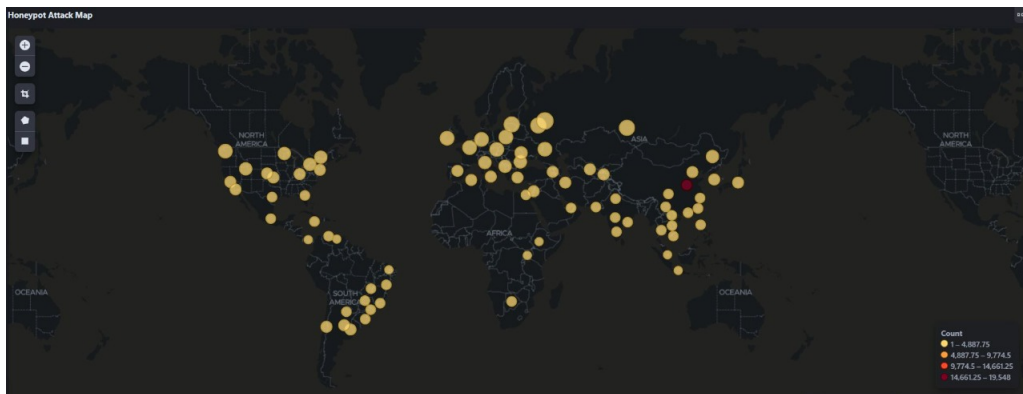 Honeypot Attack Map
NORTH
AMERICA
ASIA
NORTH
AMERICA
AFRICA
OCEANIA
SOUTH
AMERICA
OCEANIA
Count
1 – 4,887.75
4,887.75 – 9,774.5
9,774.5 – 14,661.25
14,661.25 – 19,548